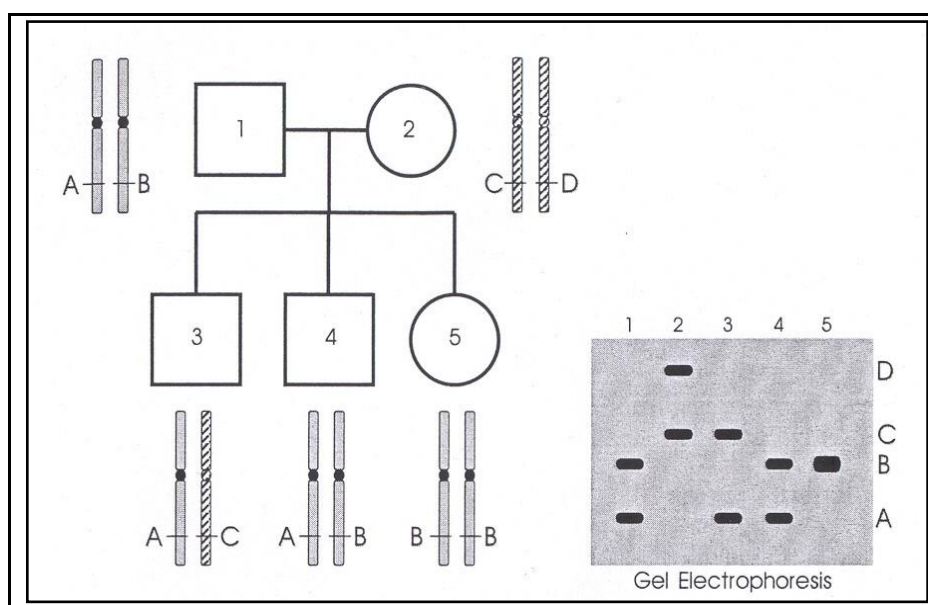 1 2
A B C D
3 4 5
A C A B B B
1 2 3 4 5
D
C
B
A
Gel Electrophoresis